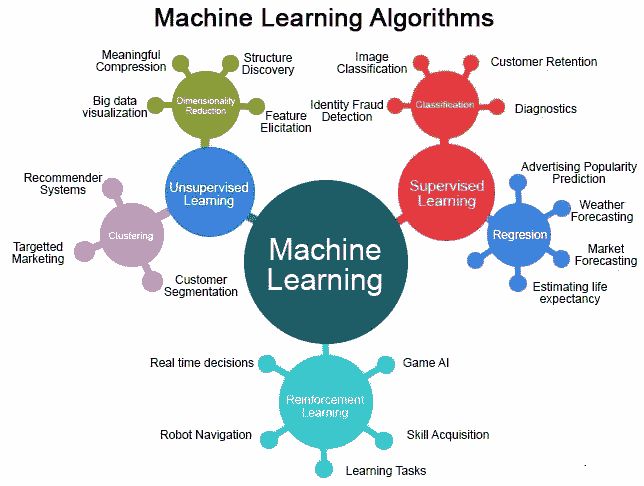 Machine Learning Algorithms
Meaningful
Compression
Structure
Discovery
Big data
visualization
Dimensionality
Reduction
Feature
Elicitation
Image
Classification
Customer Retention
Identity Fraud
Detection
Classification
Diagnostics
Recommender
Systems
Unsupervised
Learning
Clustering
Targetted
Marketing
Customer
Segmentation
Machine
Learning
Supervised
Learning
Advertising Popularity
Prediction
Weather
Forecasting
Regresion
Market
Forecasting
Estimating life
expectancy
Real time decisions
Game AI
Reinforcement
Learning
Robot Navigation
Skill Acquisition
Learning Tasks